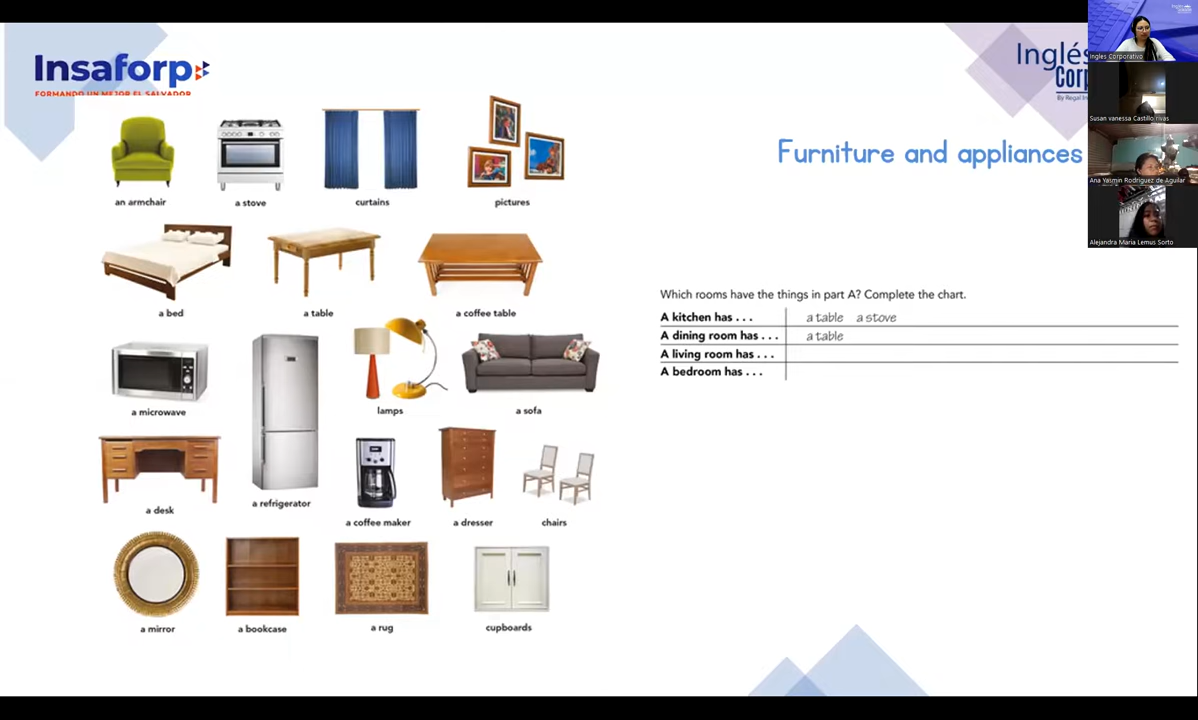 Insaforp
FORMANDO UN MEJOR EL SALVADOR
Inglés
Corp
By Regal In
Furniture and appliances
an armchair
a stove
curtains
pictures
a bed
a table
a coffee table
a microwave
lamps
a sofa
a desk
a refrigerator
a coffee maker
a dresser
chairs
a mirror
a bookcase
a rug
cupboards
Which rooms have the things in part A? Complete the chart.
A kitchen has . . . a table a stove
A dining room has . . . a table
A living room has . . .
A bedroom has . . .
Ingles Corporativo
Susan vanessa Castillo rivas
Ana Yasmin Rodriguez de Aguilar
Alejandra Maria Lemus Sorto